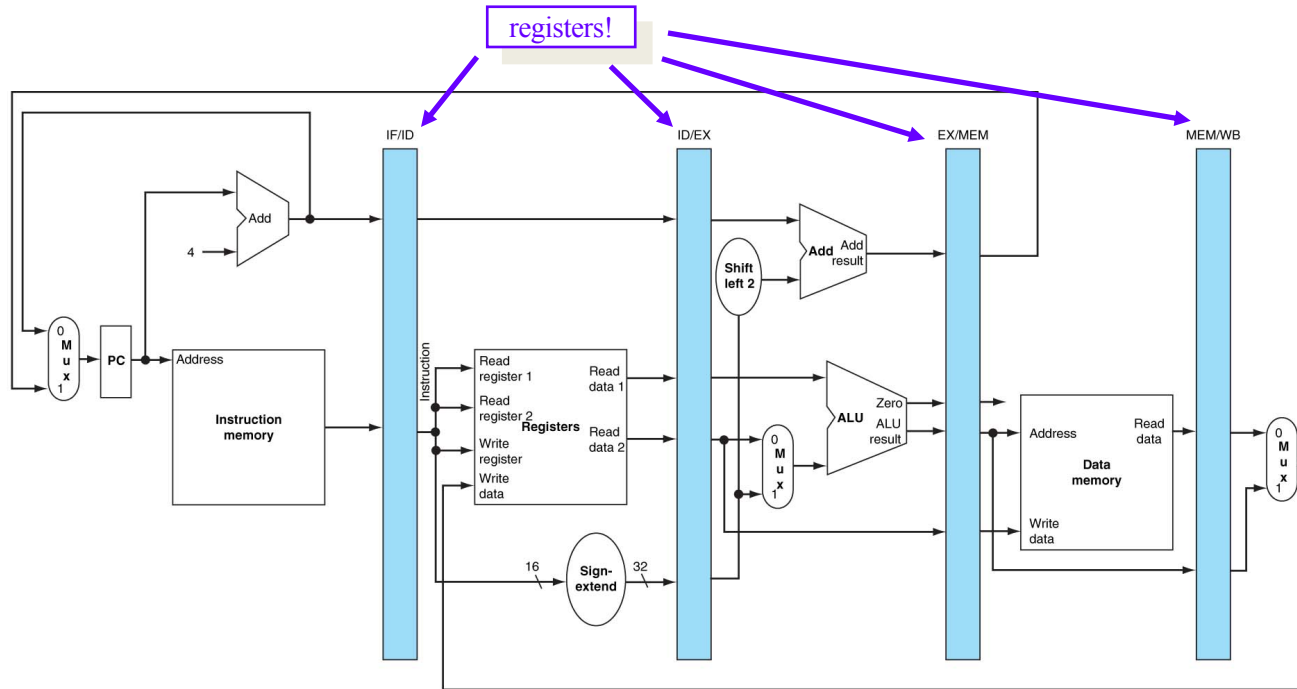 registers!
IF/ID
ID/EX
EX/MEM
MEM/WB
Add
4
Shift
left 2
Add
Add
result
0
M
u
x
1
PC
Address
Instruction
memory
Instruction
Read
register 1
Read
register 2
Write
register
Write
data
Registers
Read
data 1
Read
data 2
16
Sign-
extend
32
0
M
u
x
1
ALU
Zero
ALU
result
Address
Write
data
Data
memory
Read
data
0
M
u
x
1